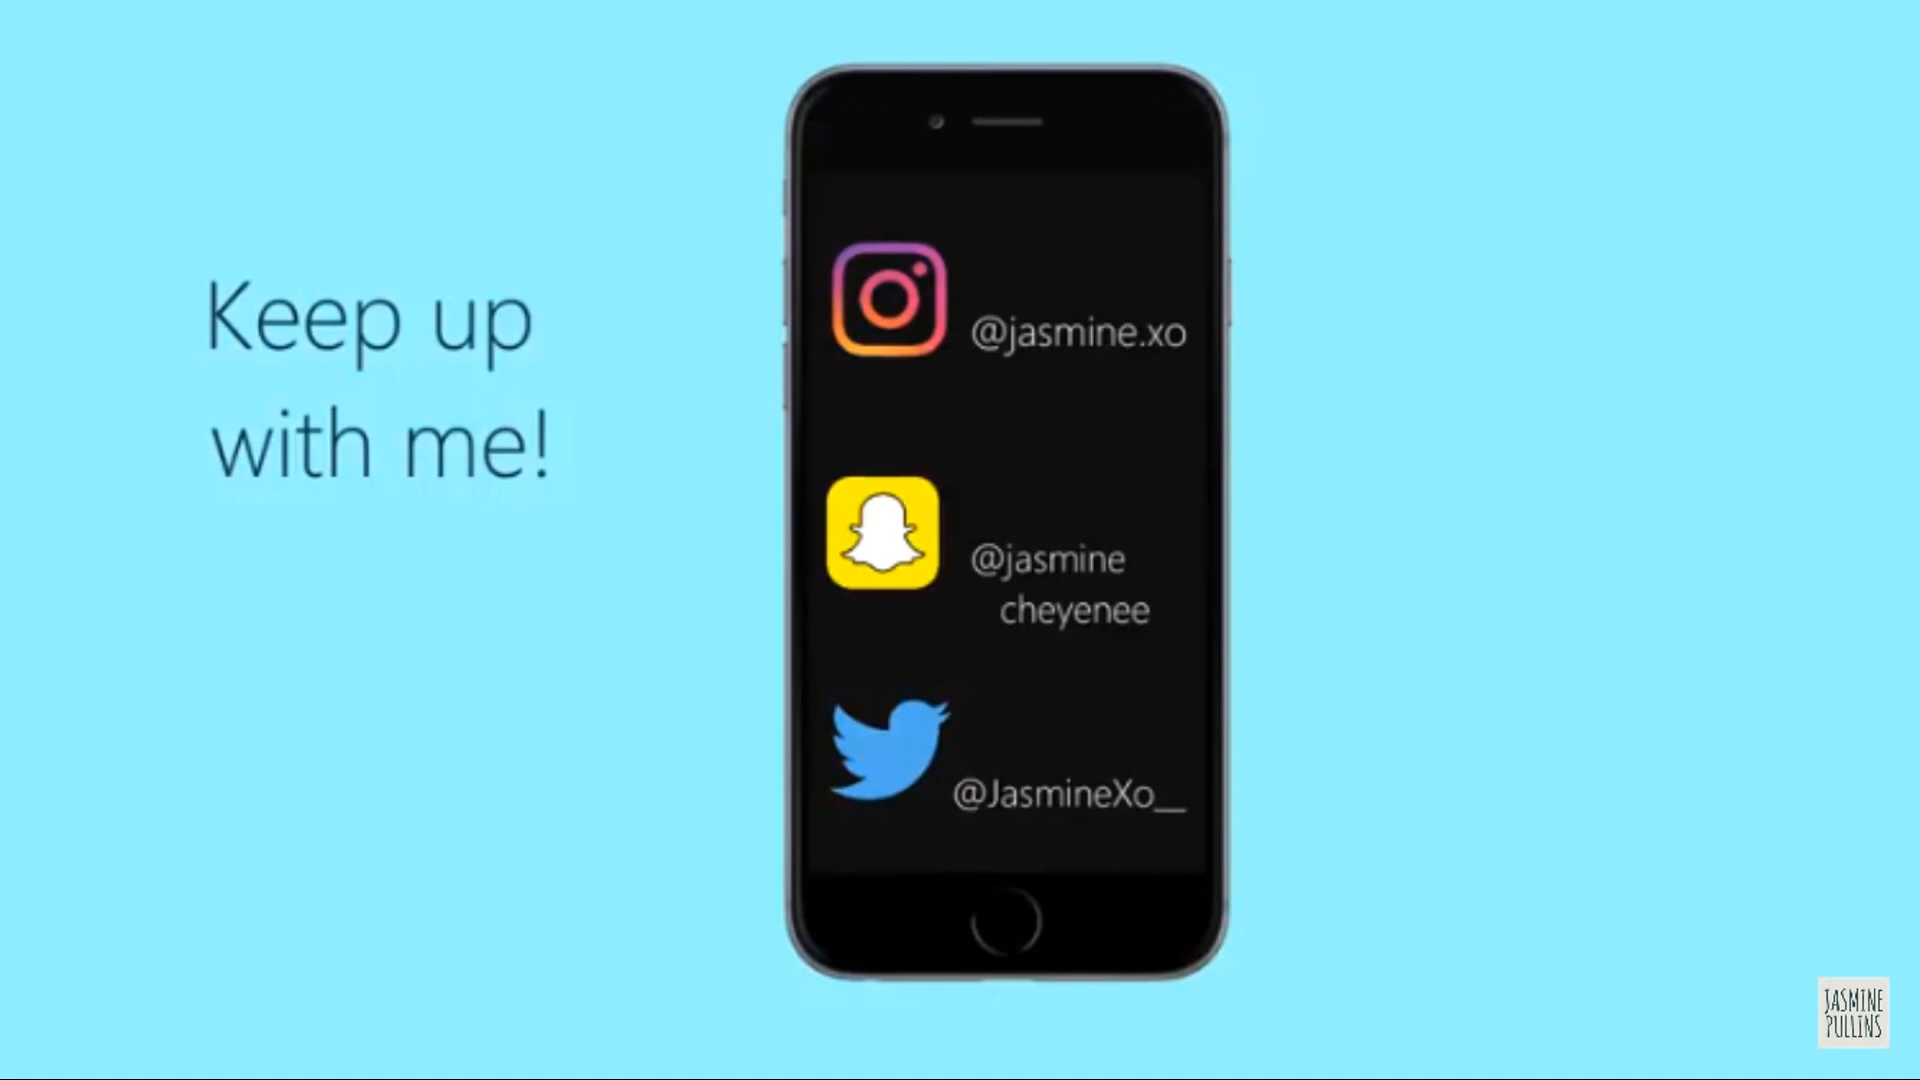 Keep up
with me!
@jasmine.xo
@jasmine
cheyenee
@JasmineXo__
JASMINE
PULLINS